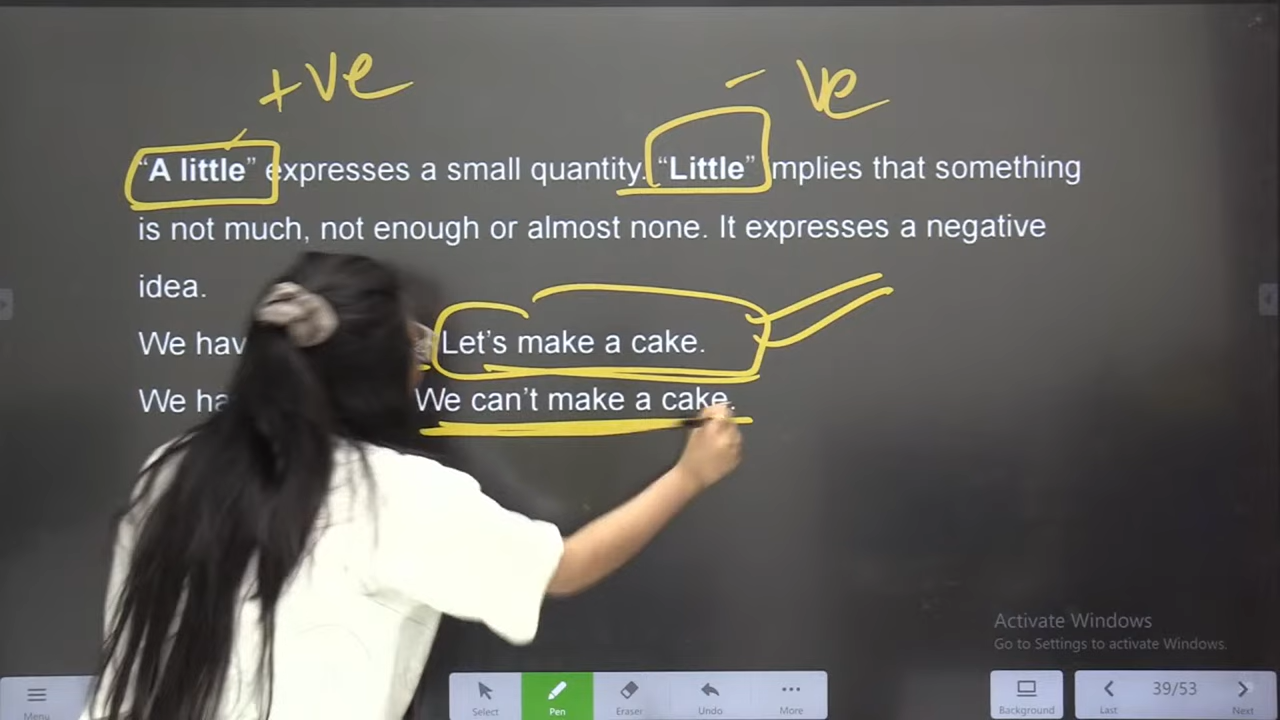 +ve - ve
“A little” expresses a small quantity. “Little” implies that something
is not much, not enough or almost none. It expresses a negative
idea.
We hav Let’s make a cake.
We ha We can’t make a cake.
Activate Windows
Go to Settings to activate Windows.
Menu Select Pen Eraser Undo More Background Last 39/53 Next